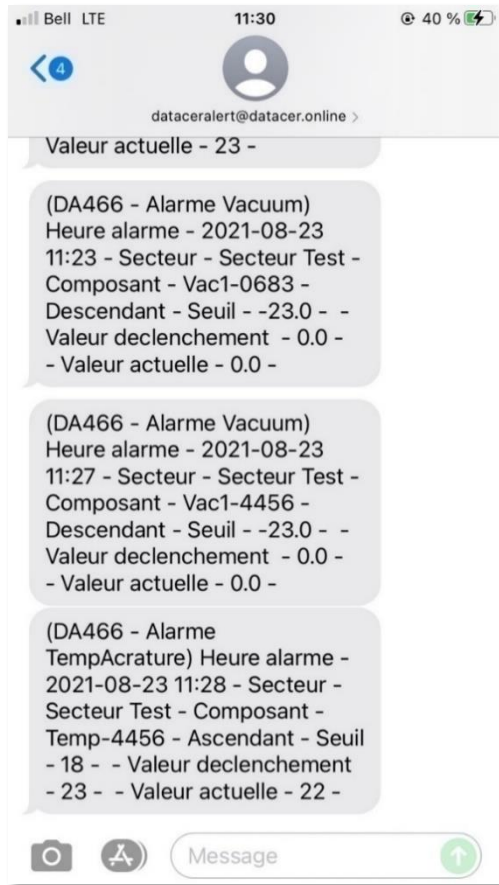 Bell LTE 11:30 40 %
4
dataceralert@datacer.online >
Valeur actuelle - 23 -
(DA466 - Alarme Vacuum)
Heure alarme - 2021-08-23
11:23 - Secteur - Secteur Test -
Composant - Vac1-0683 -
Descendant - Seuil - -23.0 - -
Valeur declenchement - 0.0 -
- Valeur actuelle - 0.0 -
(DA466 - Alarme Vacuum)
Heure alarme - 2021-08-23
11:27 - Secteur - Secteur Test -
Composant - Vac1-4456 -
Descendant - Seuil - -23.0 - -
Valeur declenchement - 0.0 -
- Valeur actuelle - 0.0 -
(DA466 - Alarme
TempAcrature) Heure alarme -
2021-08-23 11:28 - Secteur -
Secteur Test - Composant -
Temp-4456 - Ascendant - Seuil
- 18 - - Valeur declenchement
- 23 - - Valeur actuelle - 22 -
Message